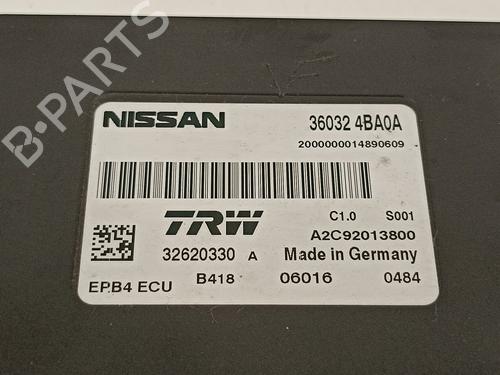 NISSAN 36032 4BA0A
2000000014890609
TRW C1.0 S001
A2C92013800
32620330 A Made in Germany
EPB4 ECU B418 06016 0484
B-PARTS